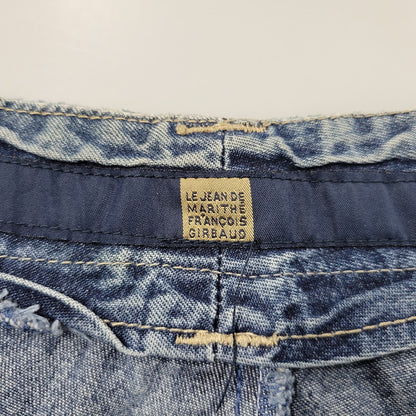 LE JEAN DE
MARITHÉ
FRANÇOIS
GIRBAUD